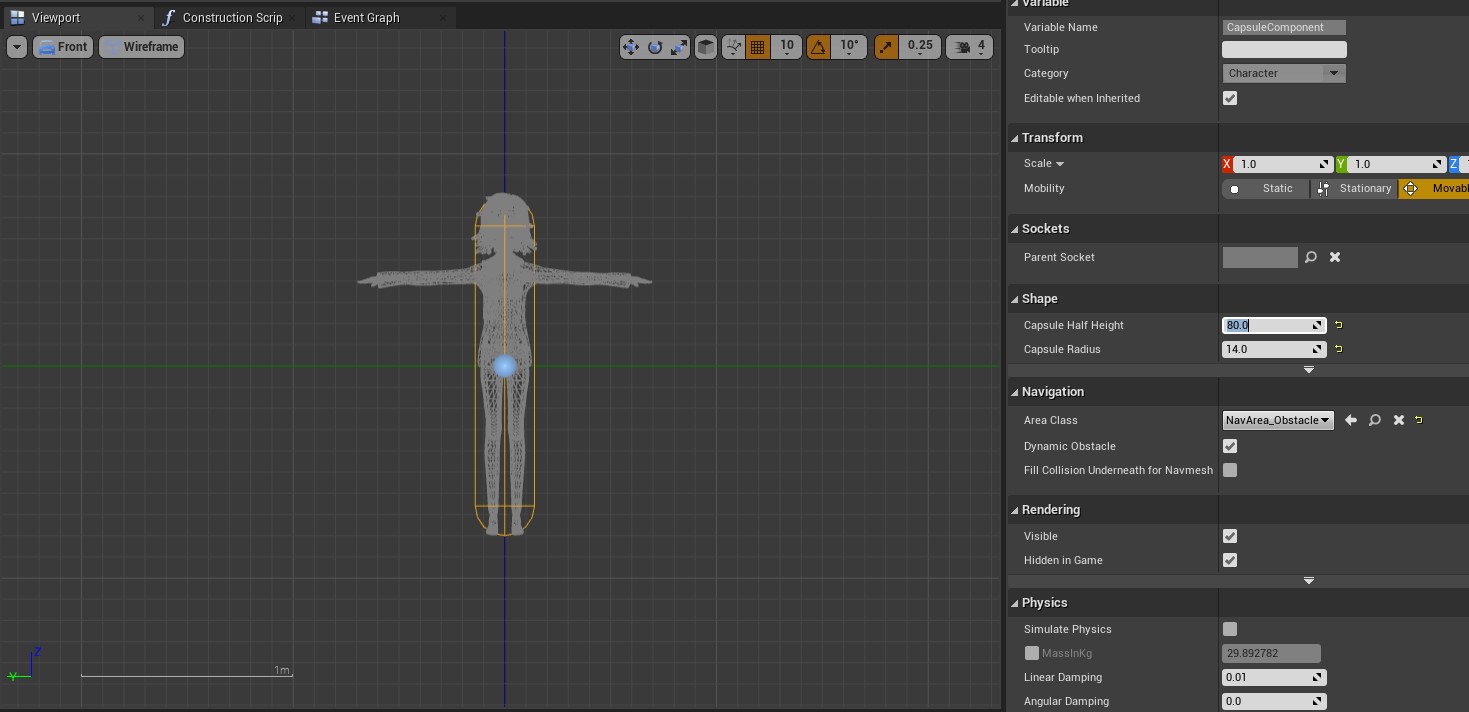 Viewport
Construction Scrip
Event Graph
Front
Wireframe
10
10°
0.25
4
Z
Y
1m
Variable
Variable Name CapsuleComponent
Tooltip
Category Character
Editable when Inherited
Transform
Scale X 1.0 Y 1.0 Z
Mobility Static Stationary Movabl
Sockets
Parent Socket
Shape
Capsule Half Height 80.0
Capsule Radius 14.0
Navigation
Area Class NavArea_Obstacle
Dynamic Obstacle
Fill Collision Underneath for Navmesh
Rendering
Visible
Hidden in Game
Physics
Simulate Physics
MassInKg 29.892782
Linear Damping 0.01
Angular Damping 0.0